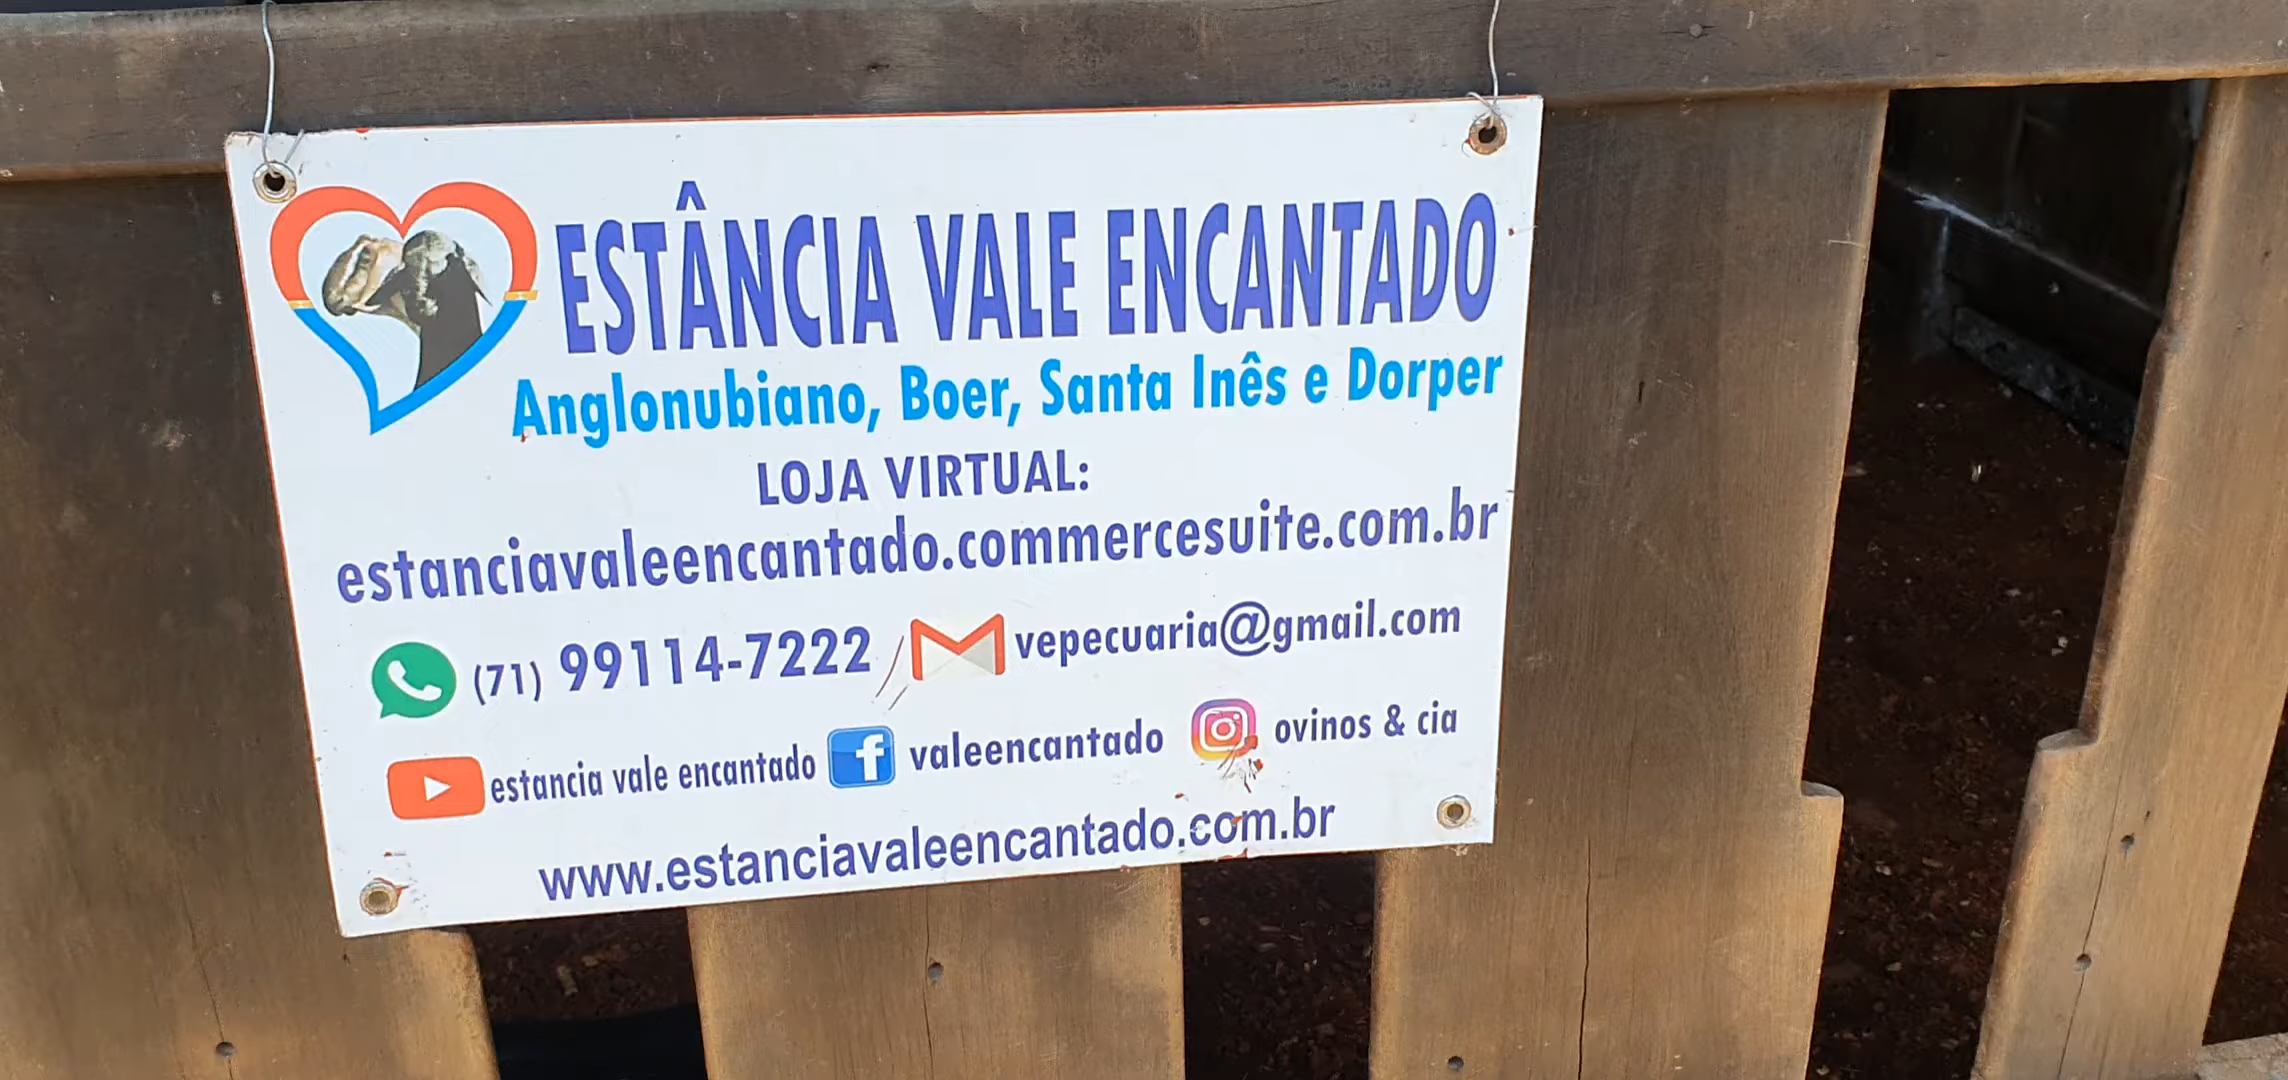 ESTÂNCIA VALE ENCANTADO
Anglonubiano, Boer, Santa Inês e Dorper
LOJA VIRTUAL:
estanciavaleencantado.commercesuite.com.br
(71) 99114-7222 vepecuaria@gmail.com
estancia vale encantado valeencantado ovinos & cia
www.estanciavaleencantado.com.br